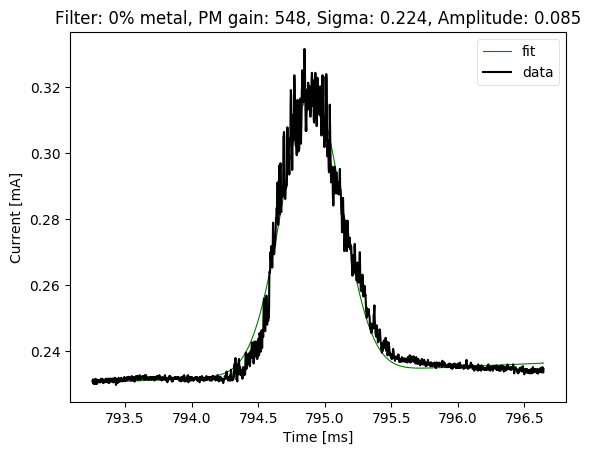 Filter: 0% metal, PM gain: 548, Sigma: 0.224, Amplitude: 0.085
fit
data
0.32
0.30
0.28
0.26
0.24
Current [mA]
793.5 794.0 794.5 795.0 795.5 796.0 796.5
Time [ms]